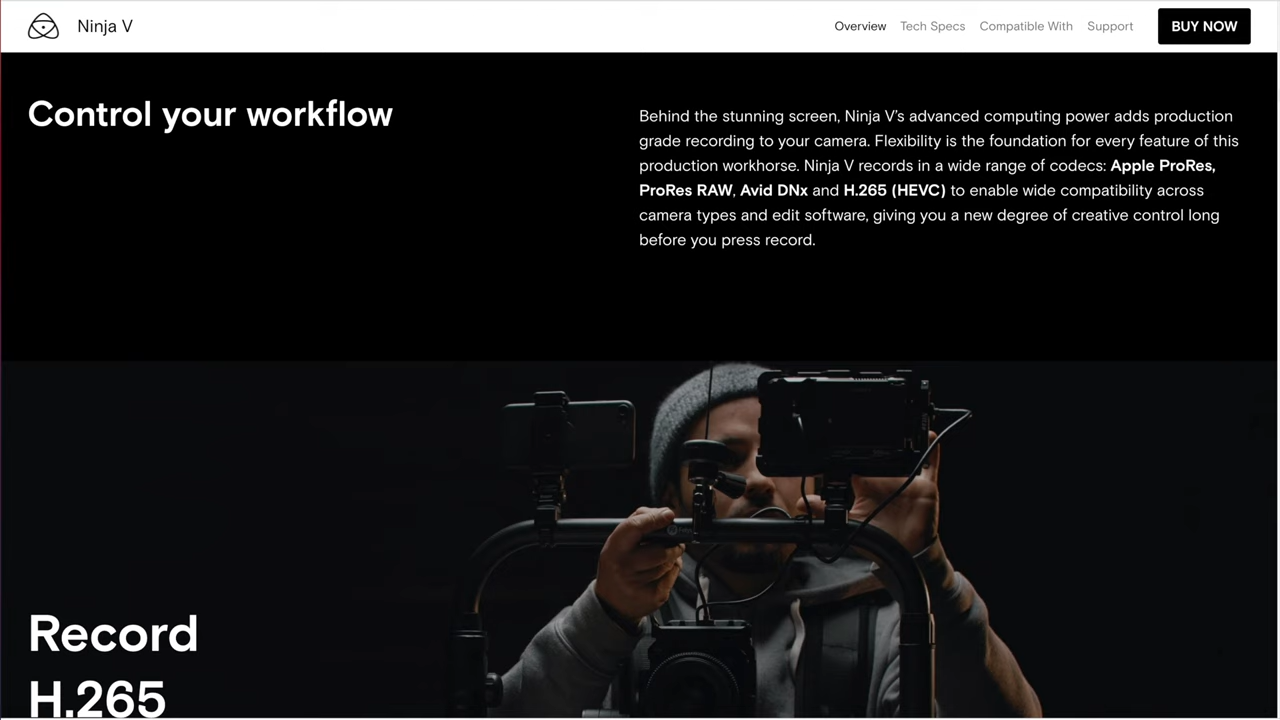 Ninja V
Overview Tech Specs Compatible With Support BUY NOW
Control your workflow
Behind the stunning screen, Ninja V's advanced computing power adds production
grade recording to your camera. Flexibility is the foundation for every feature of this
production workhorse. Ninja V records in a wide range of codecs: Apple ProRes,
ProRes RAW, Avid DNx and H.265 (HEVC) to enable wide compatibility across
camera types and edit software, giving you a new degree of creative control long
before you press record.
Record
H.265